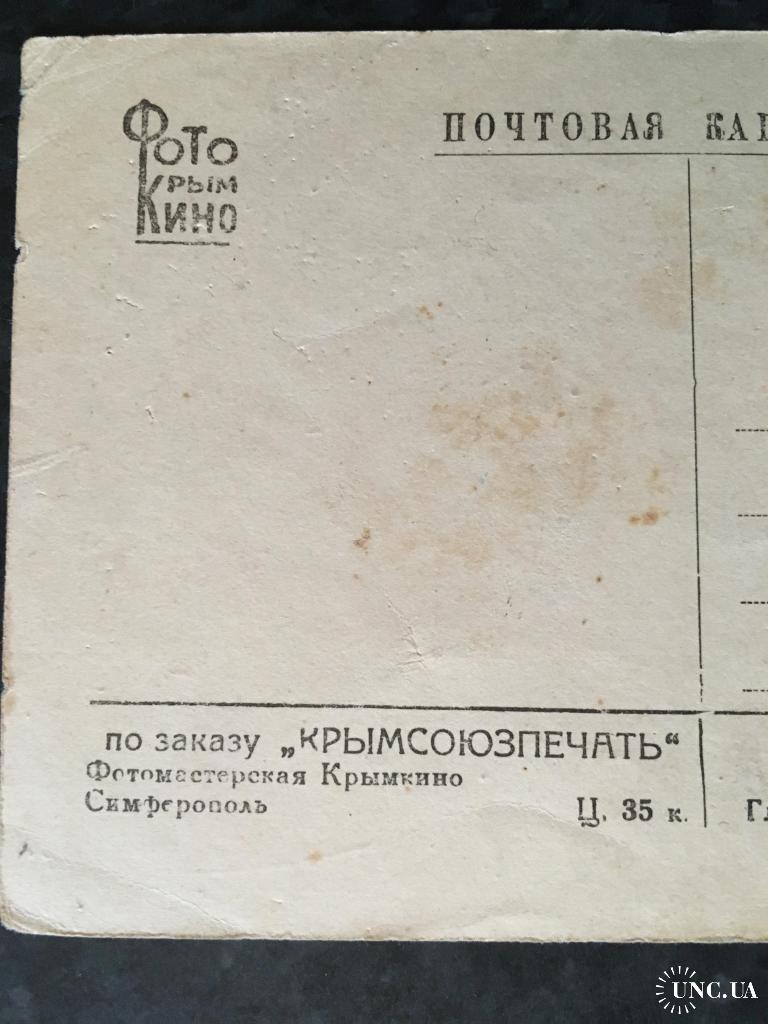 Фото
Крым
Кино
ПОЧТОВАЯ
по заказу „КРЫМСОЮЗПЕЧАТЬ“
Фотомастерская Крымкино
Симферополь
Ц. 35 к.
UNC.UA